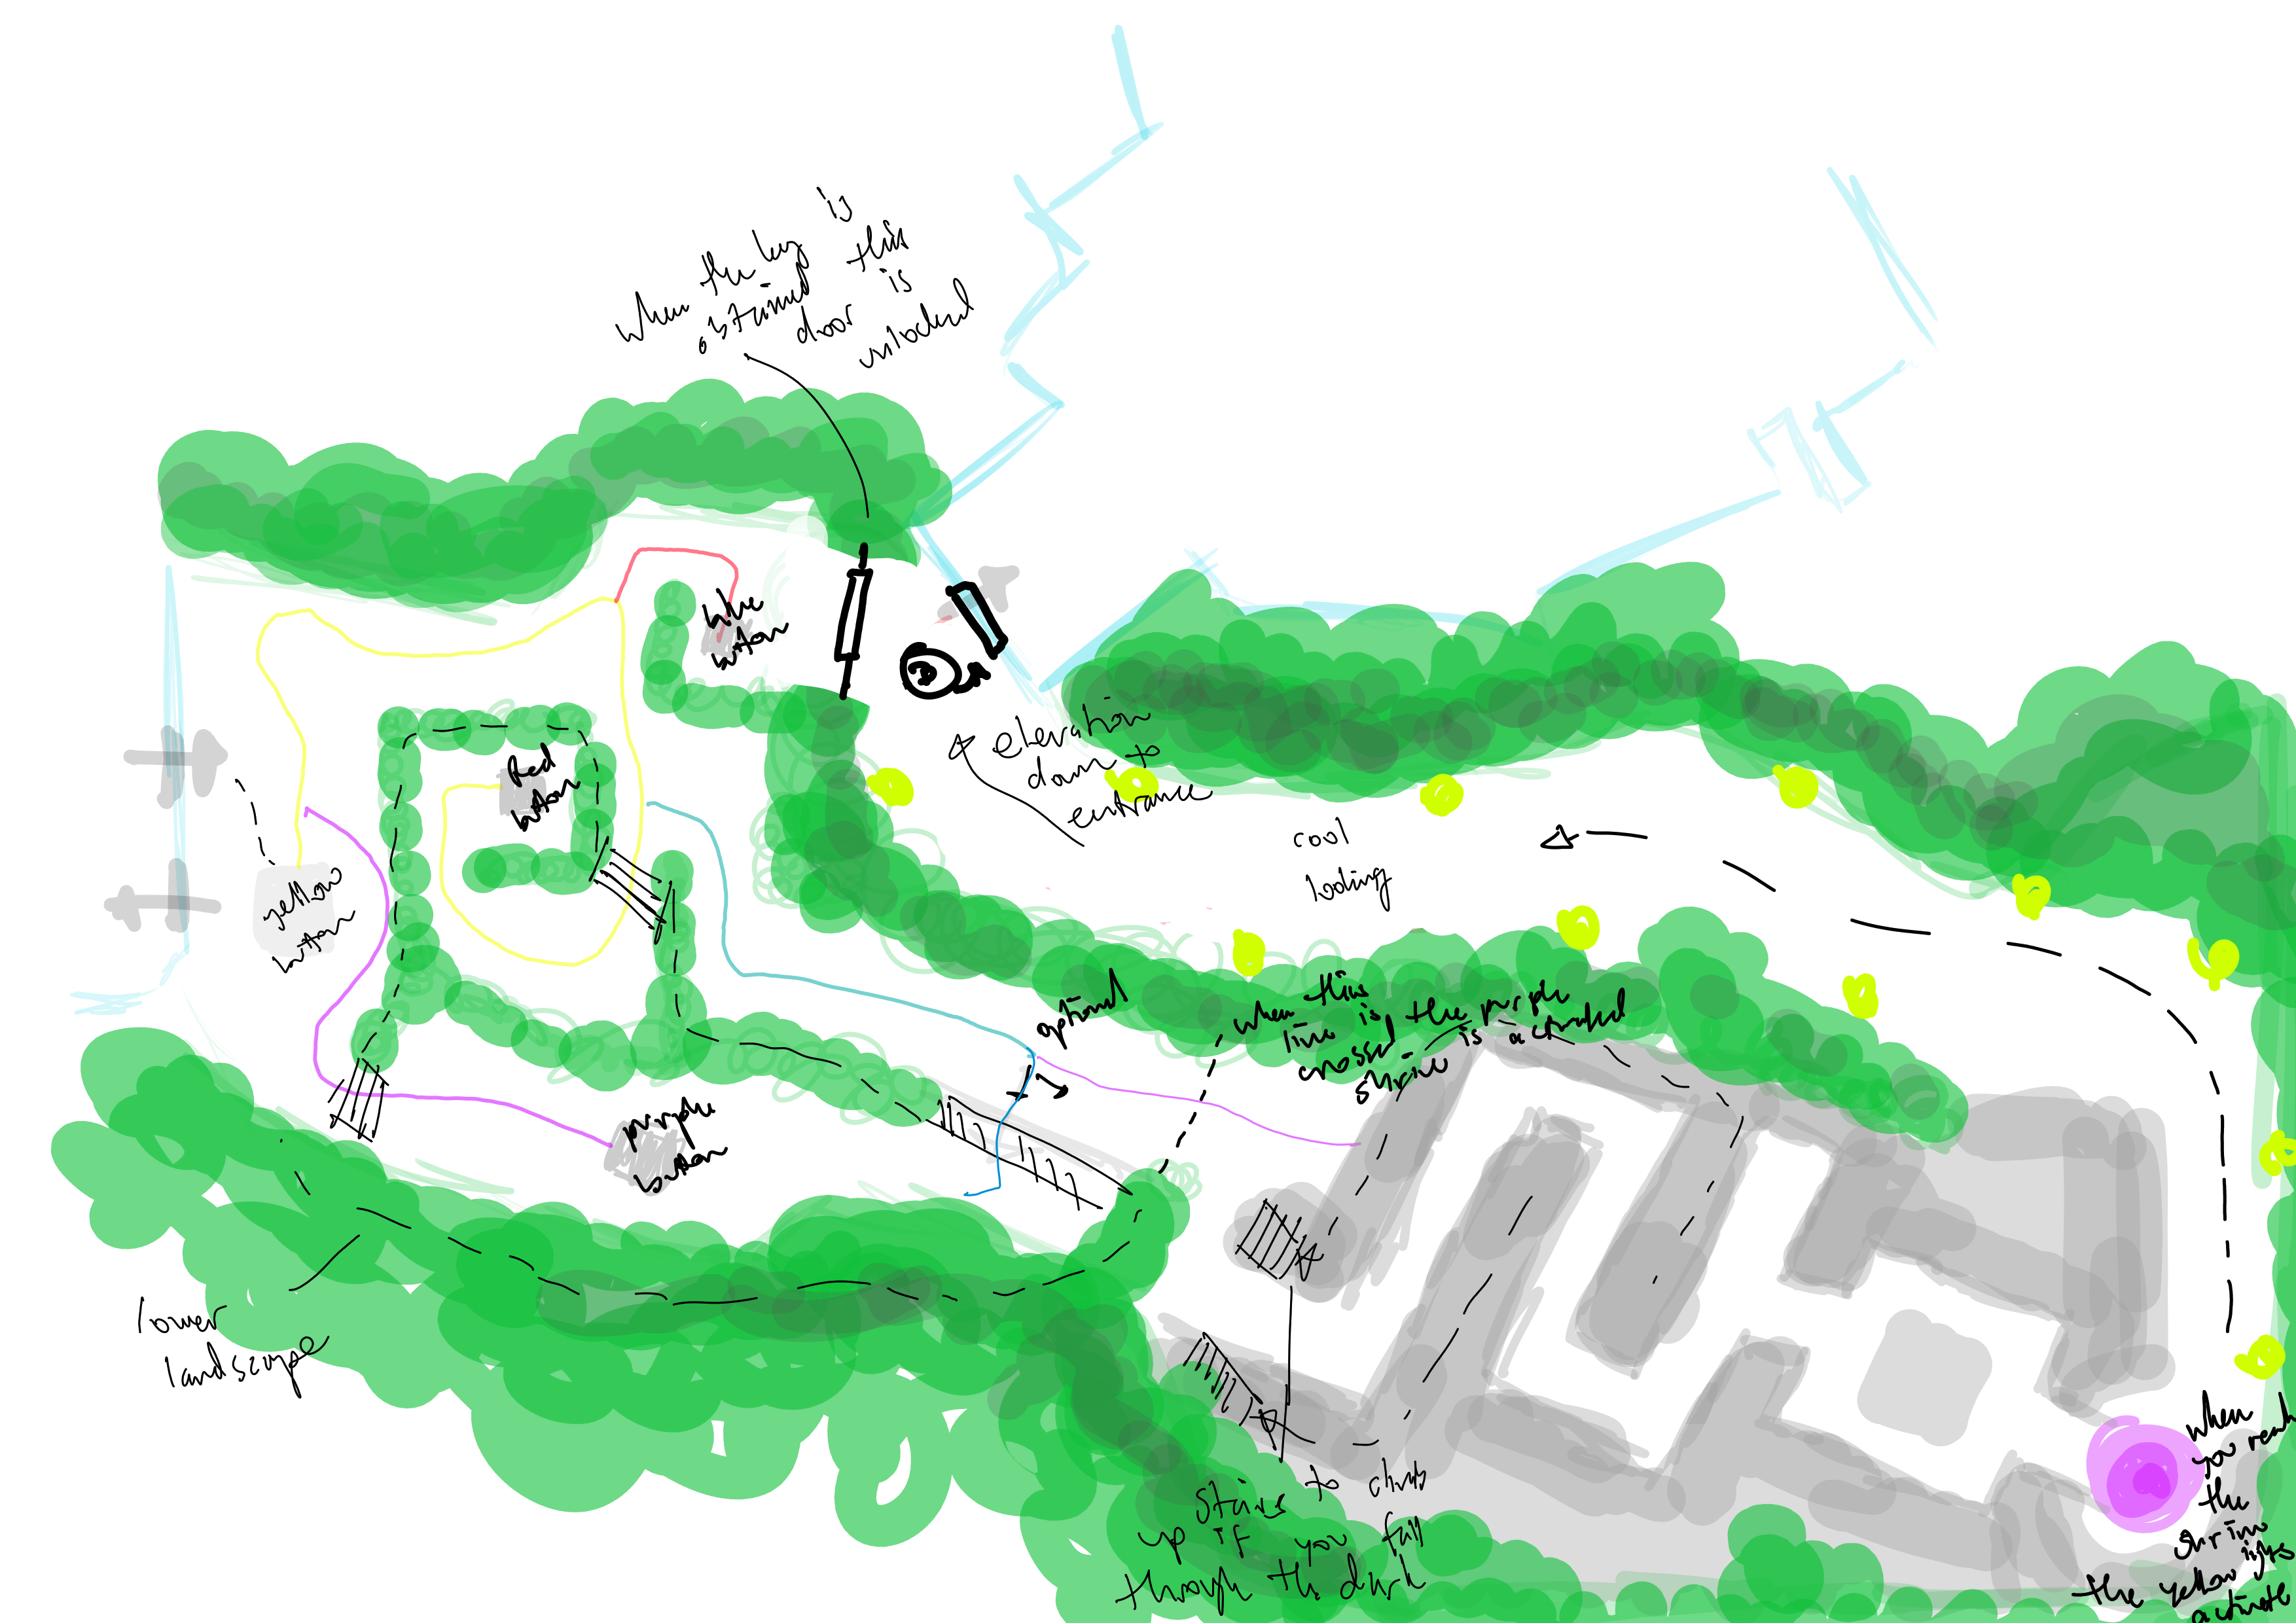 when the key is
obtained this
door is
unlocked
blue
button
Red
button
yellow
button
elevation
down to
entrance
cool
looking
optional
when this
line is the purple
crossed is activated
shrine
purple
button
lower
landscape
stairs to climb
up if you fall
through the dark
when
you reach
the
shrine
the yellow lights
activate